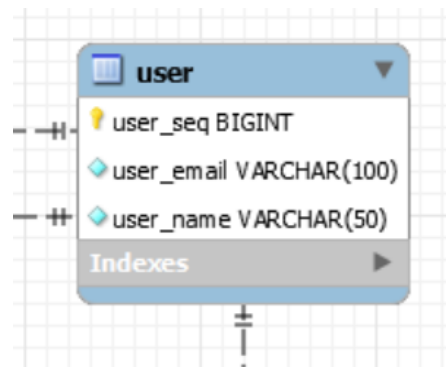 user
user_seq BIGINT
user_email VARCHAR(100)
user_name VARCHAR(50)
Indexes